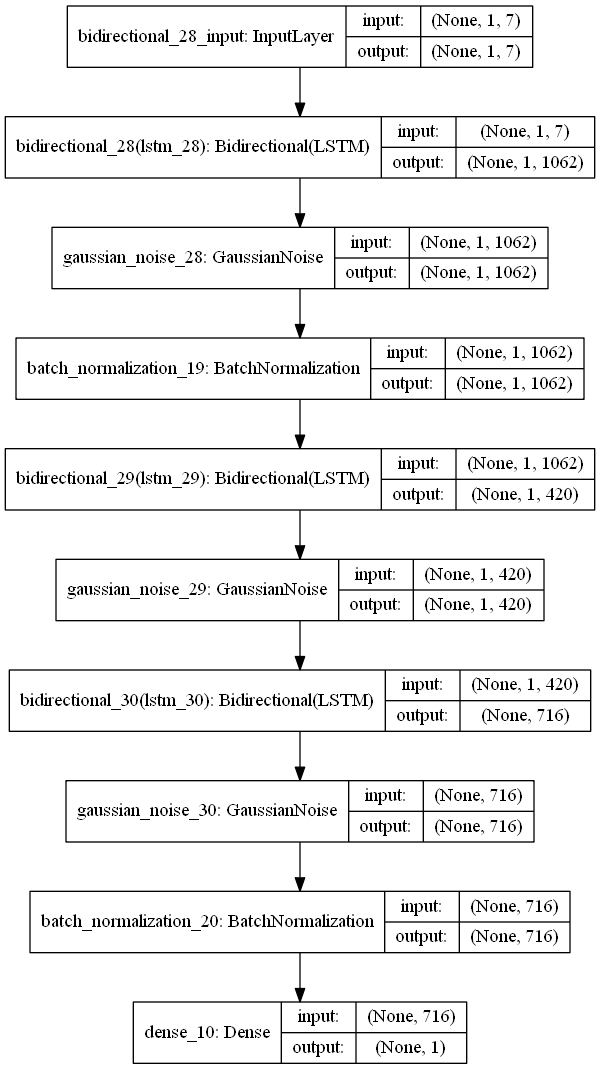 bidirectional_28_input: InputLayer
input: (None, 1, 7)
output: (None, 1, 7)
bidirectional_28(lstm_28): Bidirectional(LSTM)
input: (None, 1, 7)
output: (None, 1, 1062)
gaussian_noise_28: GaussianNoise
input: (None, 1, 1062)
output: (None, 1, 1062)
batch_normalization_19: BatchNormalization
input: (None, 1, 1062)
output: (None, 1, 1062)
bidirectional_29(lstm_29): Bidirectional(LSTM)
input: (None, 1, 1062)
output: (None, 1, 420)
gaussian_noise_29: GaussianNoise
input: (None, 1, 420)
output: (None, 1, 420)
bidirectional_30(lstm_30): Bidirectional(LSTM)
input: (None, 1, 420)
output: (None, 716)
gaussian_noise_30: GaussianNoise
input: (None, 716)
output: (None, 716)
batch_normalization_20: BatchNormalization
input: (None, 716)
output: (None, 716)
dense_10: Dense
input: (None, 716)
output: (None, 1)